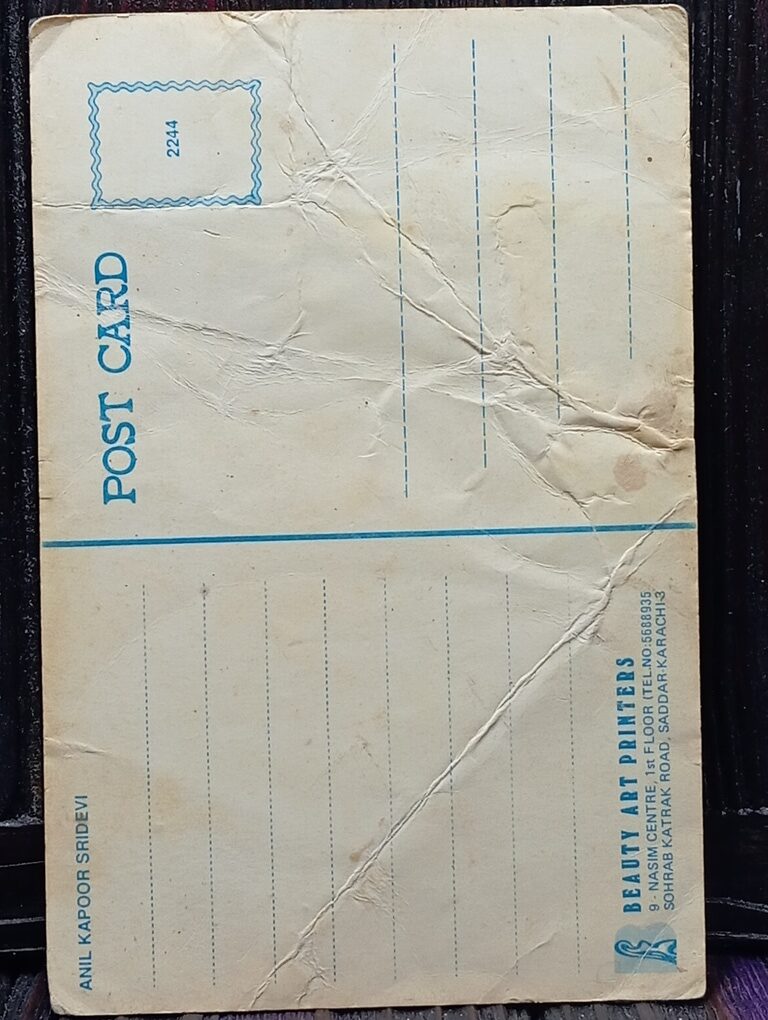 ANIL KAPOOR SRIDEVI
POST CARD
2244
BEAUTY ART PRINTERS
9 - NASIM CENTRE, 1st FLOOR (TEL.NO:5688935.
SOHRAB KATRAK ROAD, SADDAR-KARACHI-3